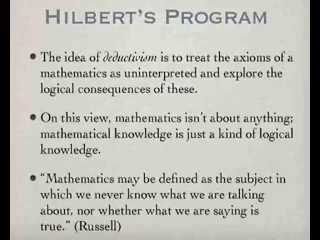 HILBERT'S PROGRAM
• The idea of deductivism is to treat the axioms of a
mathematics as uninterpreted and explore the
logical consequences of these.
• On this view, mathematics isn't about anything;
mathematical knowledge is just a kind of logical
knowledge.
• "Mathematics may be defined as the subject in
which we never know what we are talking
about, nor whether what we are saying is
true." (Russell)